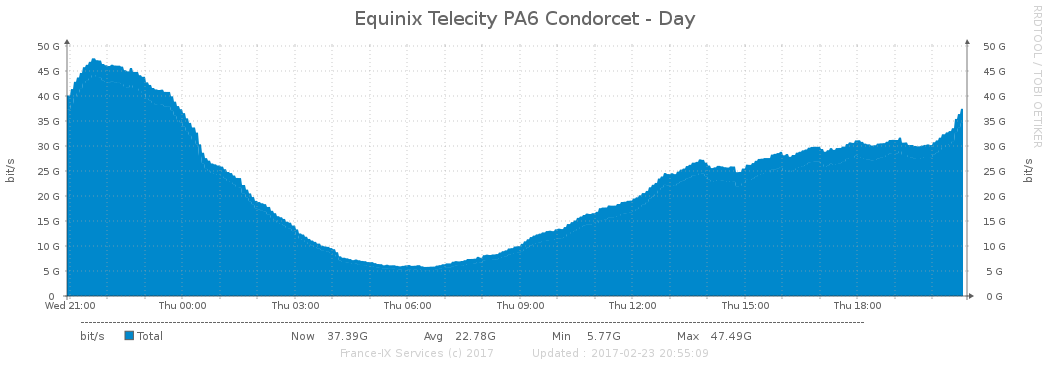 Equinix Telecity PA6 Condorcet - Day
RRDTOOL / TOBI OETIKER
bit/s
50 G 50 G
45 G 45 G
40 G 40 G
35 G 35 G
30 G 30 G
25 G 25 G
20 G 20 G
15 G 15 G
10 G 10 G
5 G 5 G
0 0 G
bit/s
Wed 21:00 Thu 00:00 Thu 03:00 Thu 06:00 Thu 09:00 Thu 12:00 Thu 15:00 Thu 18:00
bit/s Total Now 37.39G Avg 22.78G Min 5.77G Max 47.49G
France-IX Services (c) 2017 Updated : 2017-02-23 20:55:09